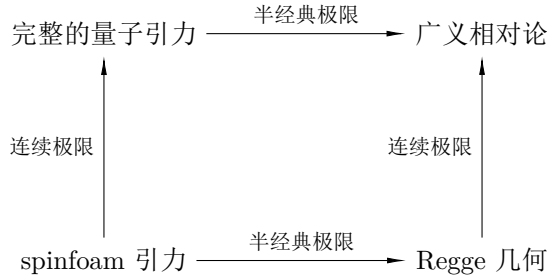 半经典极限
完整的量子引力
广义相对论
连续极限
连续极限
半经典极限
spinfoam 引力
Regge 几何